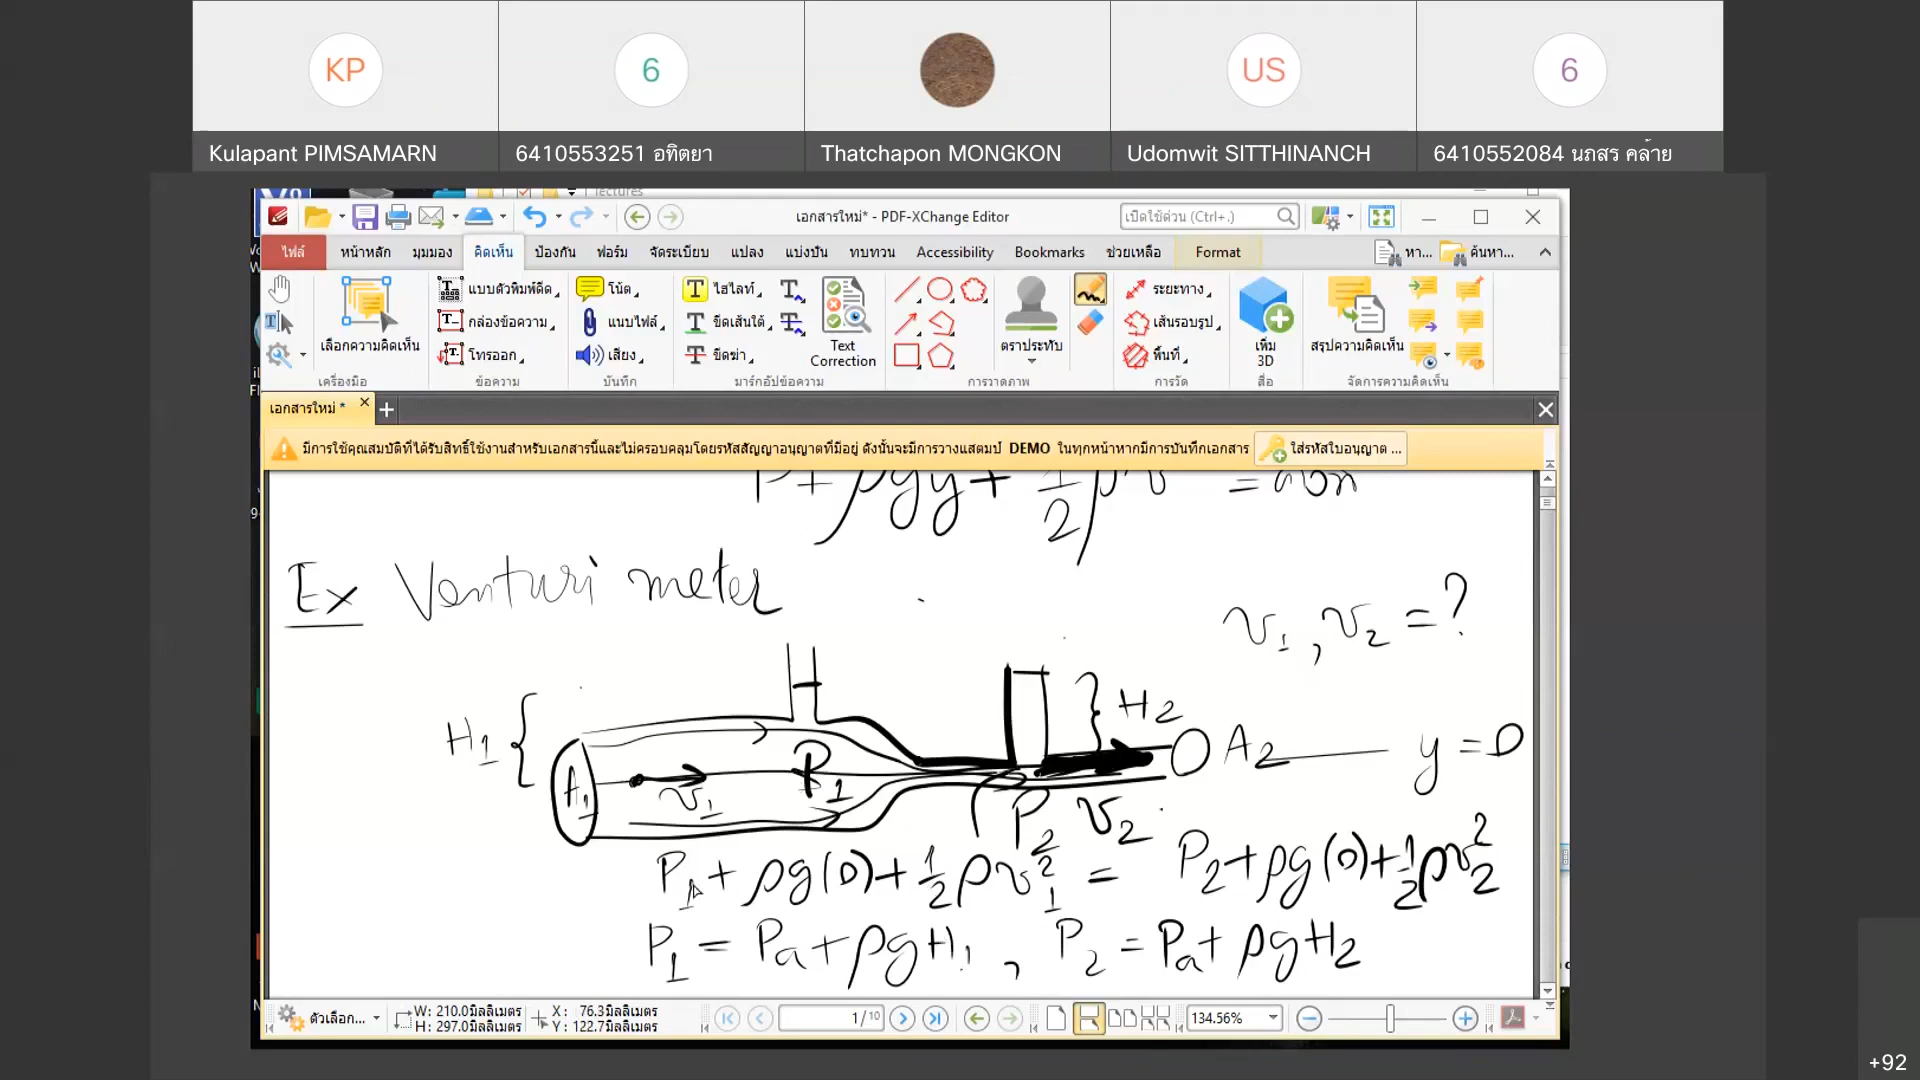 KP
6
US
6
Kulapant PIMSAMARN
6410553251 อทิตยา
Thatchapon MONGKON
Udomwit SITTHINANCH
6410552084 นภสร คล้าย
lectures
เอกสารใหม่* - PDF-XChange Editor
เปิดใช้ด่วน (Ctrl+.)
ไฟล์ หน้าหลัก มุมมอง คิดเห็น ป้องกัน ฟอร์ม จัดระเบียบ แปลง แบ่งปัน ทบทวน Accessibility Bookmarks ช่วยเหลือ Format หา... ค้นหา...
แบบตัวพิมพ์ดีด โน้ต ไฮไลท์ ระยะทาง
กล่องข้อความ แนบไฟล์ ขีดเส้นใต้ เส้นรอบรูป
เลือกความคิดเห็น โทรออก เสียง ขีดฆ่า Text Correction ตราประทับ พื้นที่ เพิ่ม 3D สรุปความคิดเห็น
เครื่องมือ ข้อความ บันทึก มาร์กอัปข้อความ การวาดภาพ การวัด สื่อ จัดการความคิดเห็น
เอกสารใหม่ *
มีการใช้คุณสมบัติที่ได้รับสิทธิ์ใช้งานสำหรับเอกสารนี้และไม่ครอบคลุมโดยรหัสสัญญาอนุญาตที่มีอยู่ ดังนั้นจะมีการวางแสตมป์ DEMO ในทุกหน้าหากมีการบันทึกเอกสาร ใส่รหัสใบอนุญาต ...
P + ρgy + 1/2 ρv =
Ex Venturi meter
v₁, v₂ = ?
H₁ A₁ v₁ P₁ P₂ v₂ H₂ A₂ y = 0
P₁ + ρg(0) + 1/2 ρv₁² = P₂ + ρg(0) + 1/2 ρv₂²
P₁ = Pa + ρgH₁, P₂ = Pa + ρgH₂
ตัวเลือก... W: 210.0มิลลิเมตร X: 76.3มิลลิเมตร 1/10 134.56%
H: 297.0มิลลิเมตร Y: 122.7มิลลิเมตร
+92